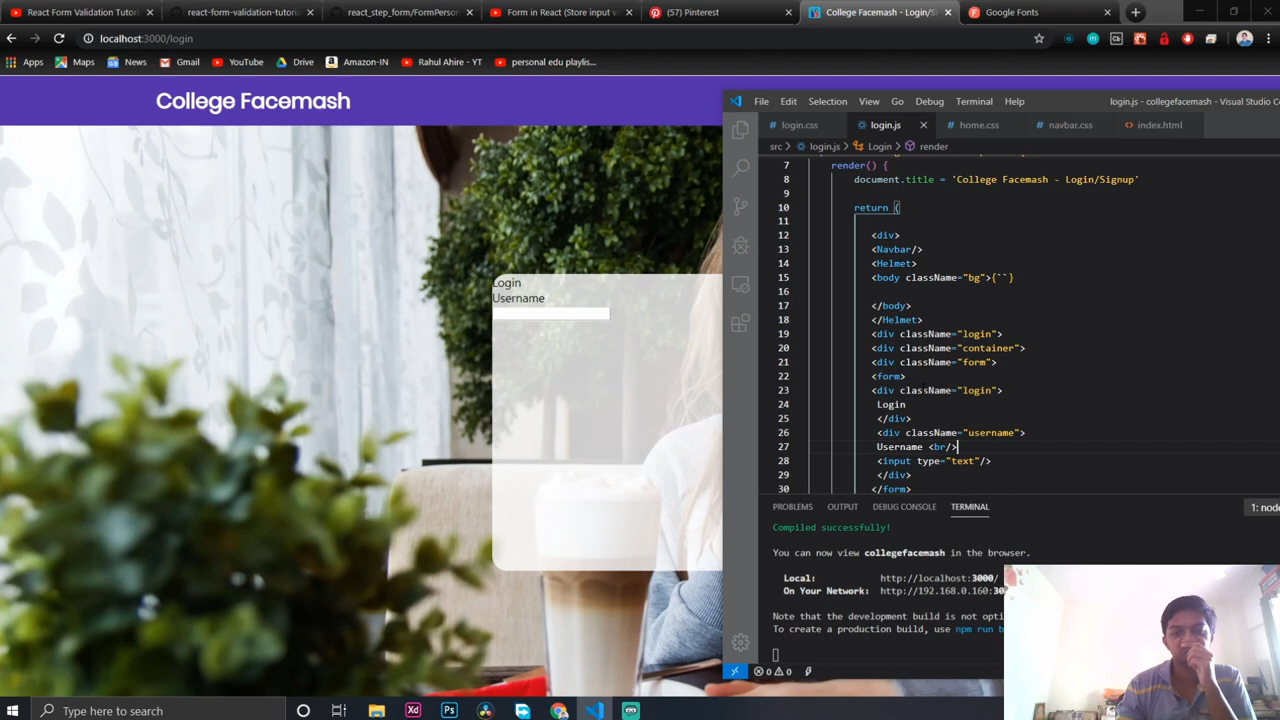 React Form Validation Tutori
react-form-validation-tutoria
react_step_form/FormPerson
Form in React (Store input v
(57) Pinterest
College Facemash - Login/Si
Google Fonts
localhost:3000/login
Apps
Maps
News
Gmail
YouTube
Drive
Amazon-IN
Rahul Ahire - YT
personal edu playlis...
College Facemash
Login
Username
File Edit Selection View Go Debug Terminal Help
login.js - collegefacemash - Visual Studio Co
login.css
login.js
home.css
navbar.css
index.html
src > login.js > Login > render
7 render() {
8 document.title = 'College Facemash - Login/Signup'
9
10 return (
11
12 <div>
13 <Navbar/>
14 <Helmet>
15 <body className="bg">{``}
16
17 </body>
18 </Helmet>
19 <div className="login">
20 <div className="container">
21 <div className="form">
22 <form>
23 <div className="login">
24 Login
25 </div>
26 <div className="username">
27 Username <br/>
28 <input type="text"/>
29 </div>
30 </form>
PROBLEMS OUTPUT DEBUG CONSOLE TERMINAL
1: node
Compiled successfully!
You can now view collegefacemash in the browser.
Local: http://localhost:3000/
On Your Network: http://192.168.0.160:30
Note that the development build is not opti
To create a production build, use npm run b
0 0
Type here to search